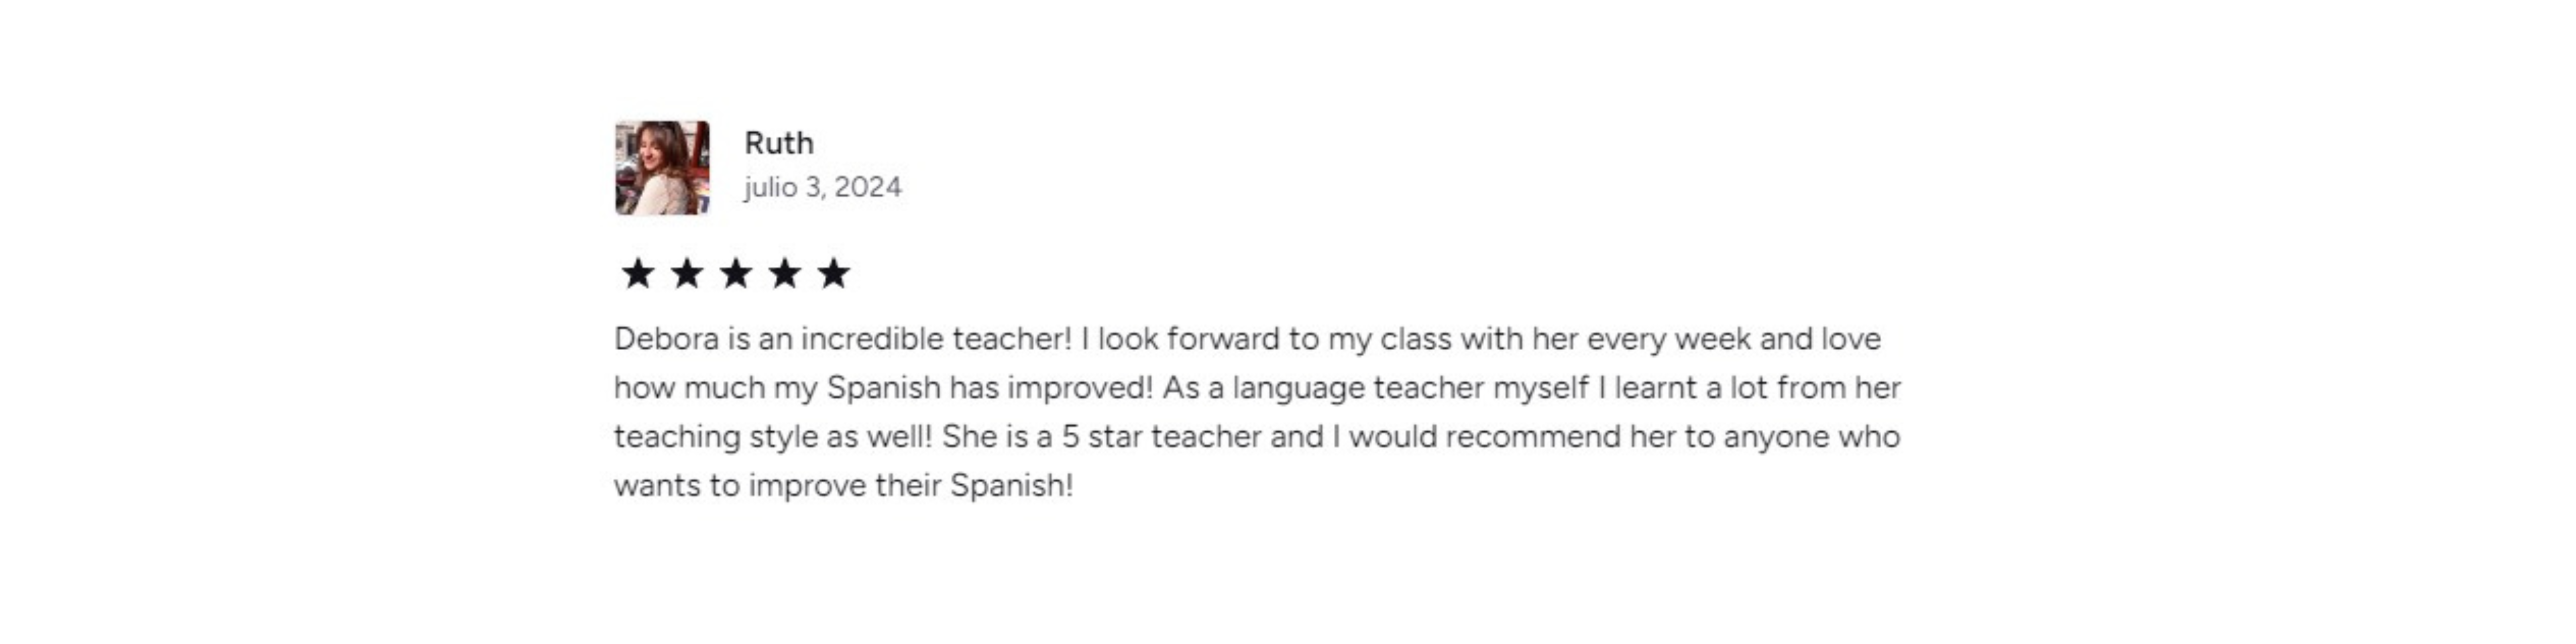 Ruth
julio 3, 2024
Debora is an incredible teacher! I look forward to my class with her every week and love
how much my Spanish has improved! As a language teacher myself I learnt a lot from her
teaching style as well! She is a 5 star teacher and I would recommend her to anyone who
wants to improve their Spanish!